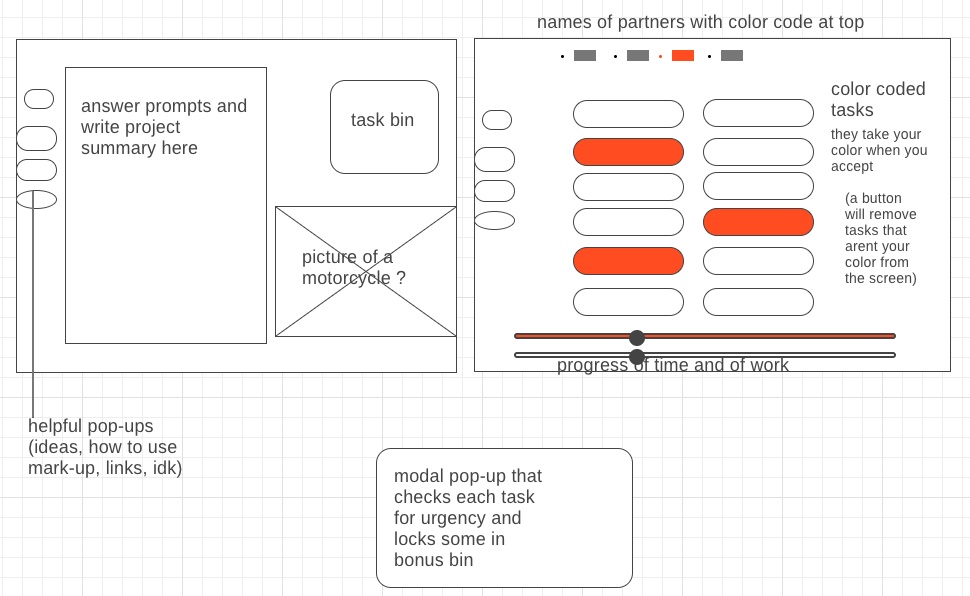 names of partners with color code at top
answer prompts and
write project
summary here
task bin
picture of a
motorcycle ?
color coded
tasks
they take your
color when you
accept
(a button
will remove
tasks that
arent your
color from
the screen)
progress of time and of work
helpful pop-ups
(ideas, how to use
mark-up, links, idk)
modal pop-up that
checks each task
for urgency and
locks some in
bonus bin